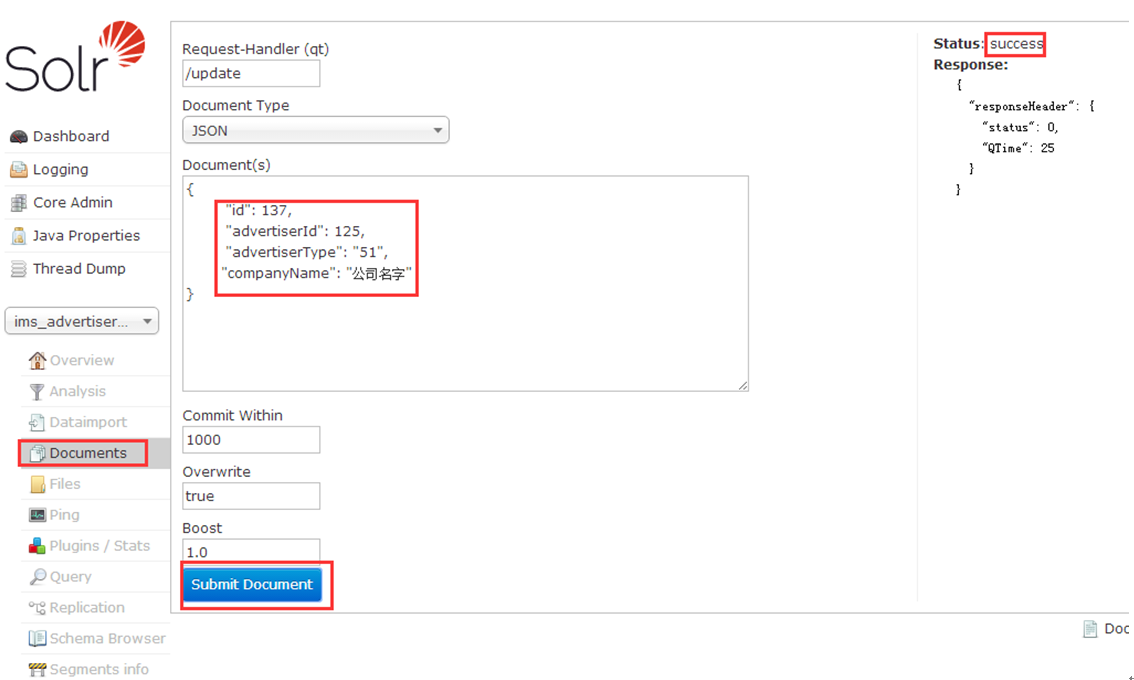 Solr
Dashboard
Logging
Core Admin
Java Properties
Thread Dump
ims_advertiser...
Overview
Analysis
Dataimport
Documents
Files
Ping
Plugins / Stats
Query
Replication
Schema Browser
Segments info
Request-Handler (qt)
/update
Document Type
JSON
Document(s)
{
"id": 137,
"advertiserId": 125,
"advertiserType": "51",
"companyName": "公司名字"
}
Commit Within
1000
Overwrite
true
Boost
1.0
Submit Document
Status: success
Response:
{
"responseHeader": {
"status": 0,
"QTime": 25
}
}
Doc